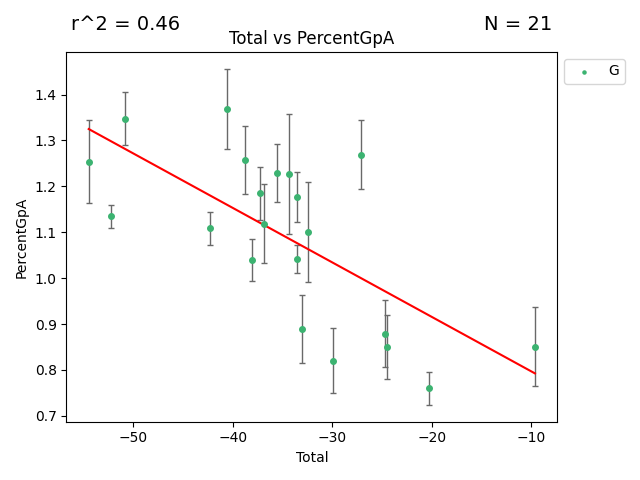 r^2 = 0.46
N = 21
Total vs PercentGpA
G
PercentGpA
1.4
1.3
1.2
1.1
1.0
0.9
0.8
0.7
−50
−40
−30
−20
−10
Total